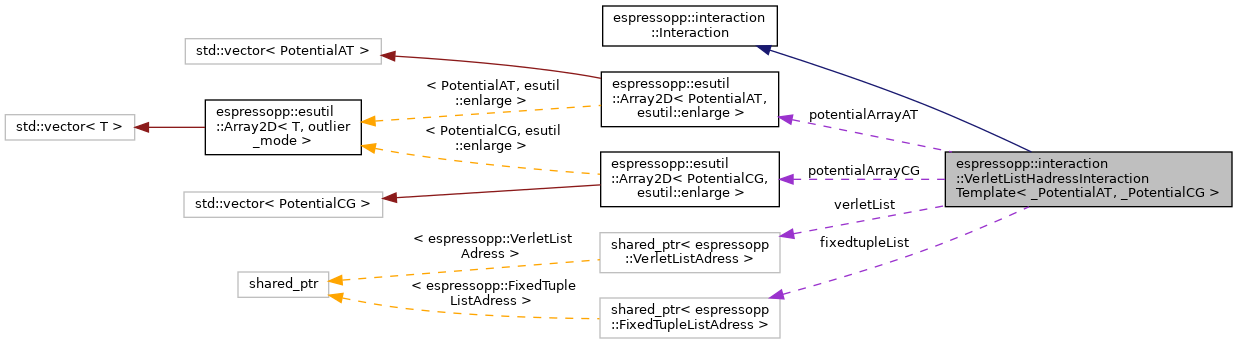 espressopp::interaction
::Interaction
std::vector< PotentialAT >
espressopp::esutil
::Array2D< PotentialAT,
esutil::enlarge >
< PotentialAT, esutil
::enlarge >
espressopp::esutil
::Array2D< T, outlier
_mode >
std::vector< T >
< PotentialCG, esutil
::enlarge >
potentialArrayAT
espressopp::esutil
::Array2D< PotentialCG,
esutil::enlarge >
potentialArrayCG
espressopp::interaction
::VerletListHadressInteraction
Template< _PotentialAT, _PotentialCG >
std::vector< PotentialCG >
verletList
< espressopp::VerletList
Adress >
shared_ptr< espressopp
::VerletListAdress >
fixedtupleList
shared_ptr
< espressopp::FixedTuple
ListAdress >
shared_ptr< espressopp
::FixedTupleListAdress >